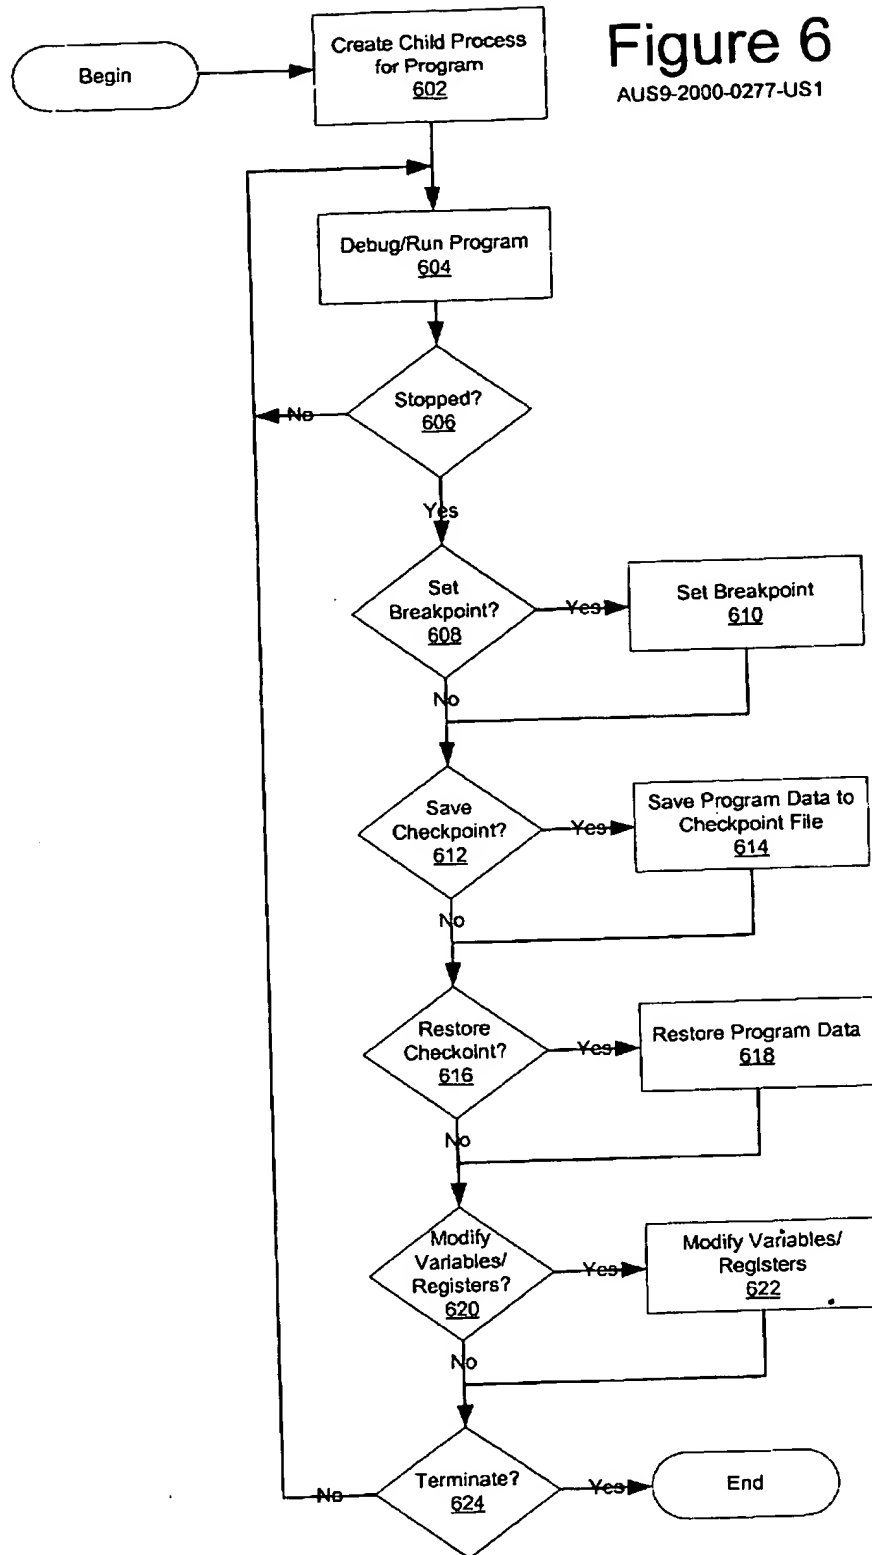 Figure 6
AUS9-2000-0277-US1
Begin
Create Child Process
for Program
602
Debug/Run Program
604
Stopped?
606
No
Yes
Set
Breakpoint?
608
Yes
Set Breakpoint
610
No
Save
Checkpoint?
612
Yes
Save Program Data to
Checkpoint File
614
No
Restore
Checkoint?
616
Yes
Restore Program Data
618
No
Modify
Variables/
Registers?
620
Yes
Modify Variables/
Registers
622
No
Terminate?
624
No
Yes
End